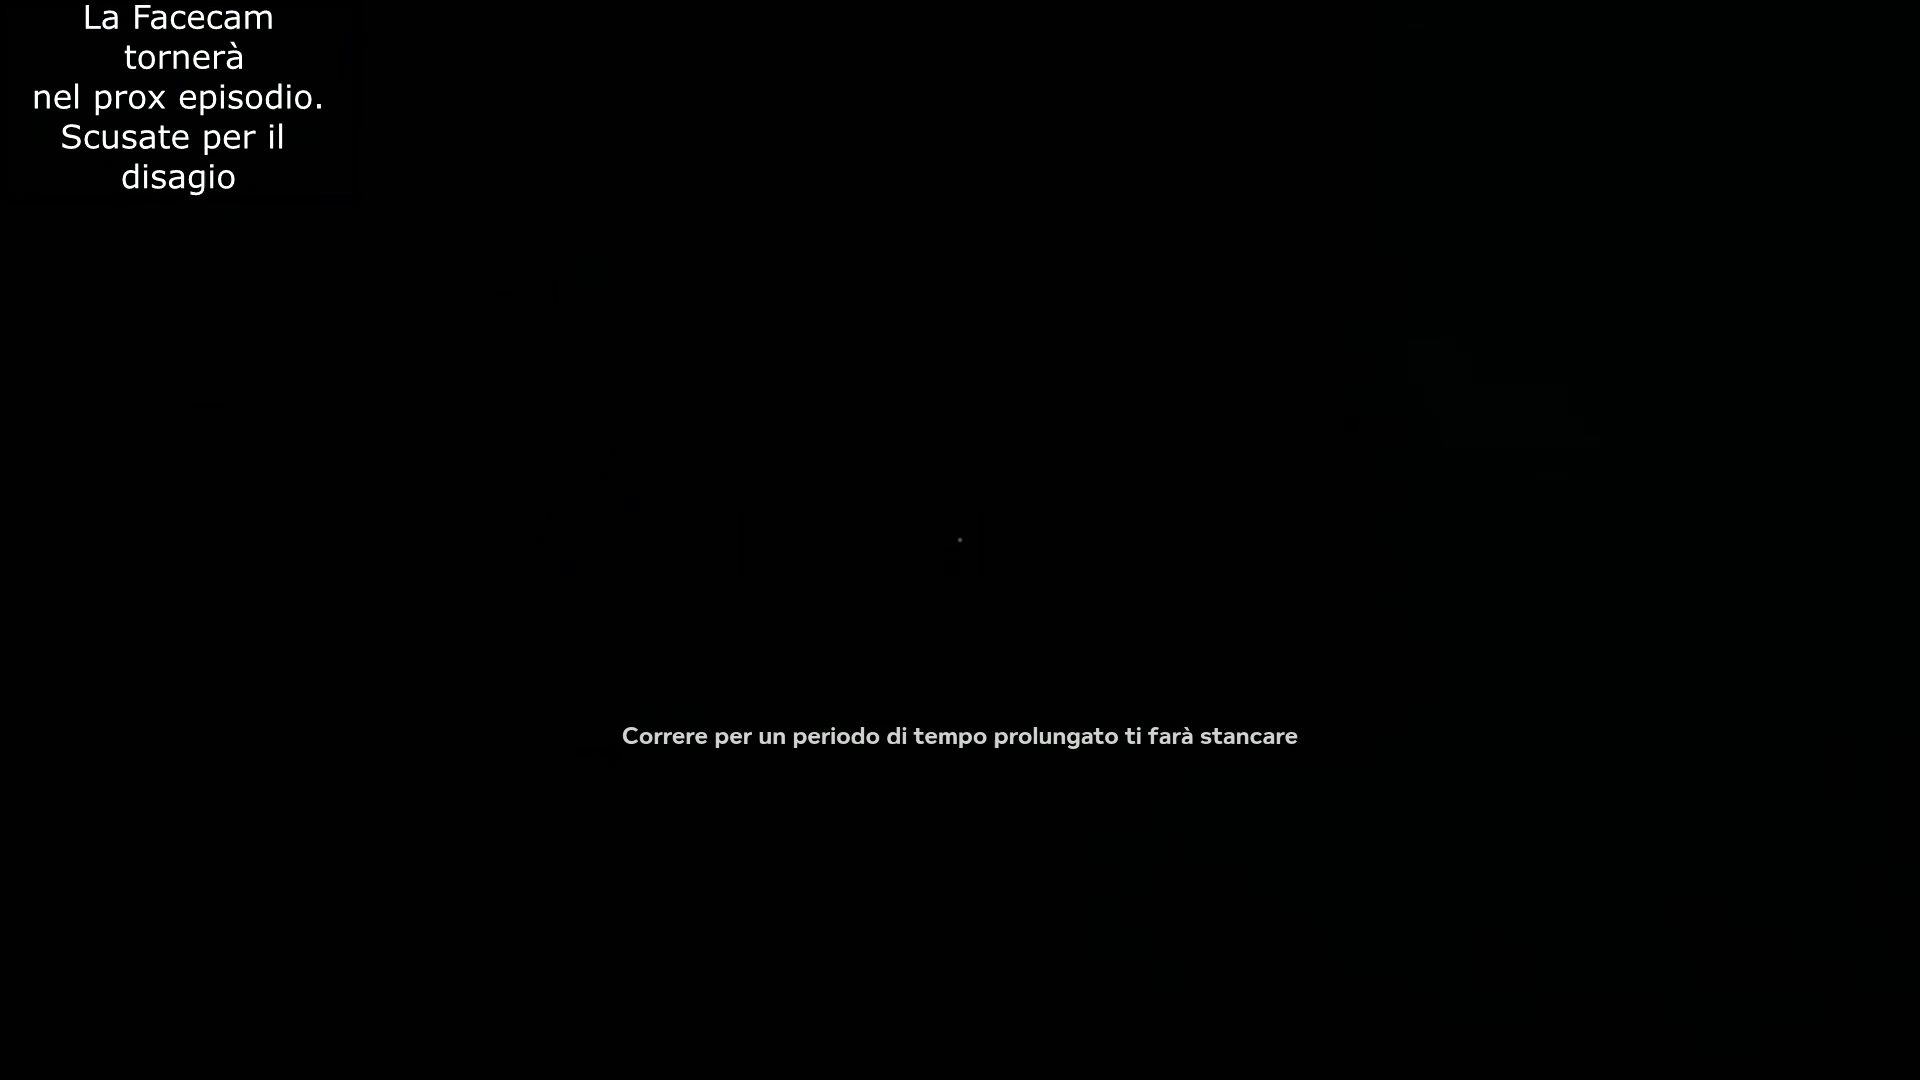 La Facecam
tornerà
nel prox episodio.
Scusate per il
disagio
Correre per un periodo di tempo prolungato ti farà stancare